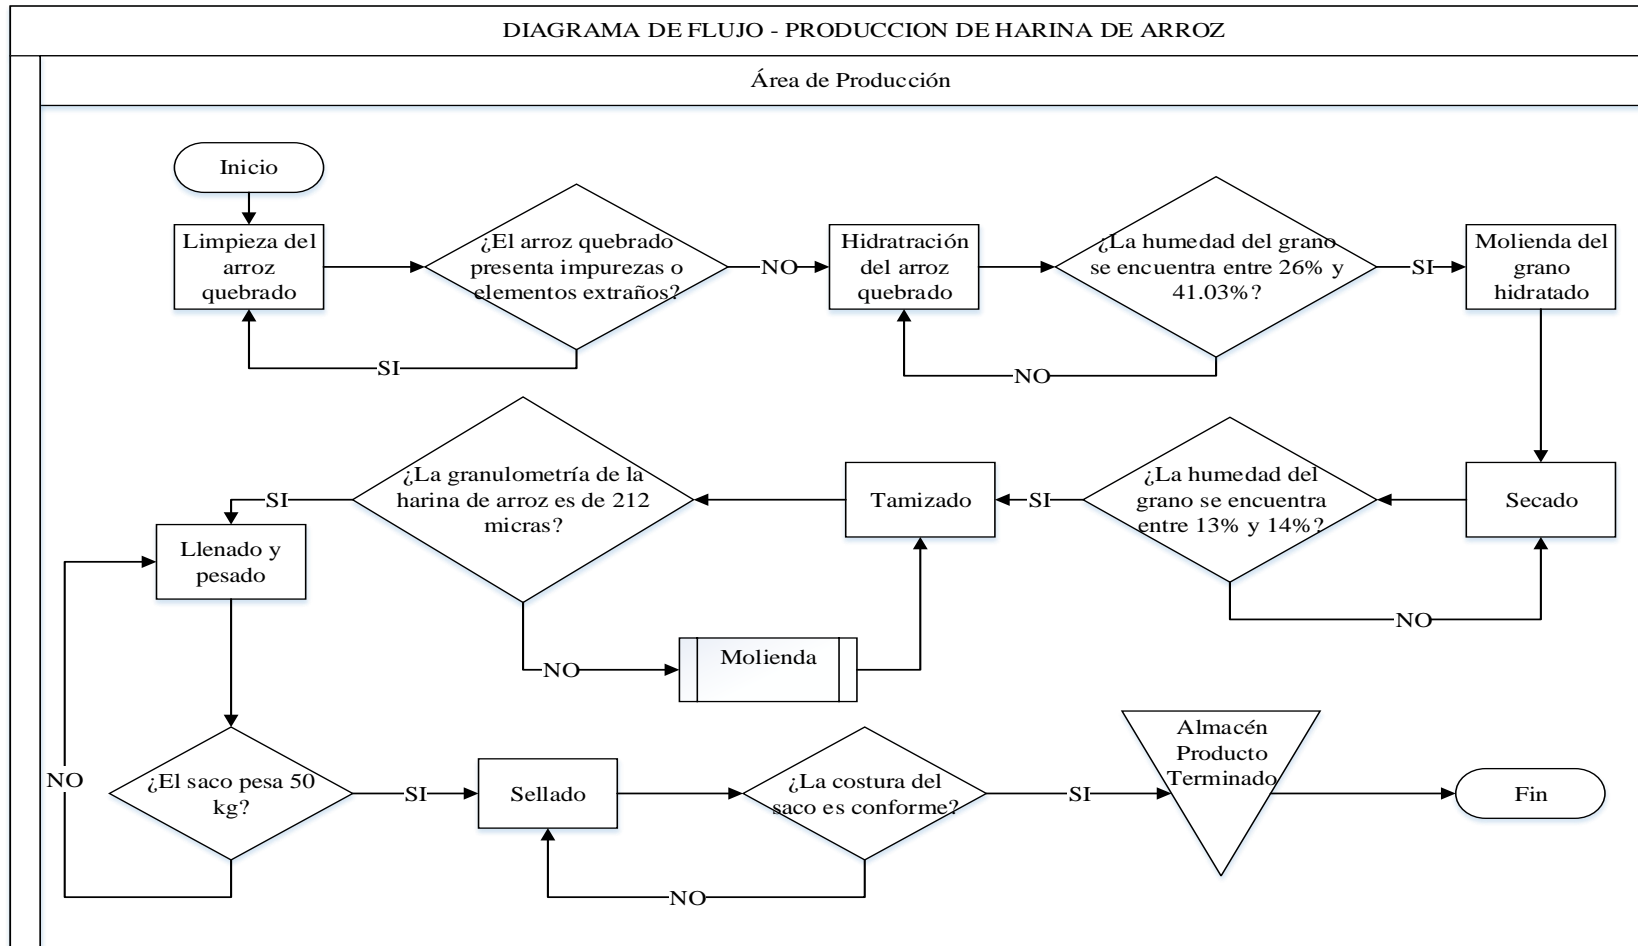 DIAGRAMA DE FLUJO - PRODUCCION DE HARINA DE ARROZ
Área de Producción
Inicio
Limpieza del
arroz
quebrado
¿El arroz quebrado
presenta impurezas o
elementos extraños?
NO
SI
Hidratración
del arroz
quebrado
¿La humedad del grano
se encuentra entre 26% y
41.03%?
SI
NO
Molienda del
grano
hidratado
Secado
¿La humedad del
grano se encuentra
entre 13% y 14%?
SI
NO
Tamizado
¿La granulometría de la
harina de arroz es de 212
micras?
SI
NO
Molienda
Llenado y
pesado
¿El saco pesa 50
kg?
NO
SI
Sellado
¿La costura del
saco es conforme?
NO
SI
Almacén
Producto
Terminado
Fin